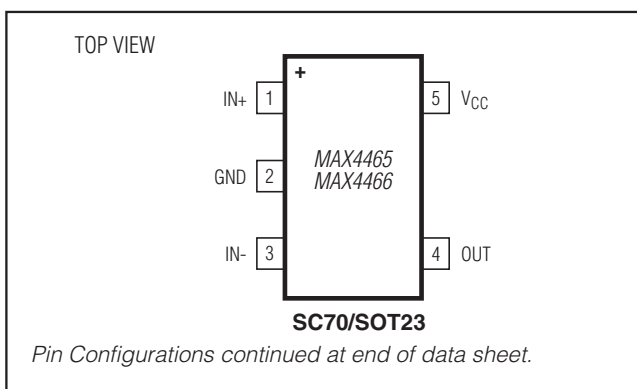 TOP VIEW
+
IN+ 1
5 VCC
MAX4465
GND 2
MAX4466
IN- 3
4 OUT
SC70/SOT23
Pin Configurations continued at end of data sheet.